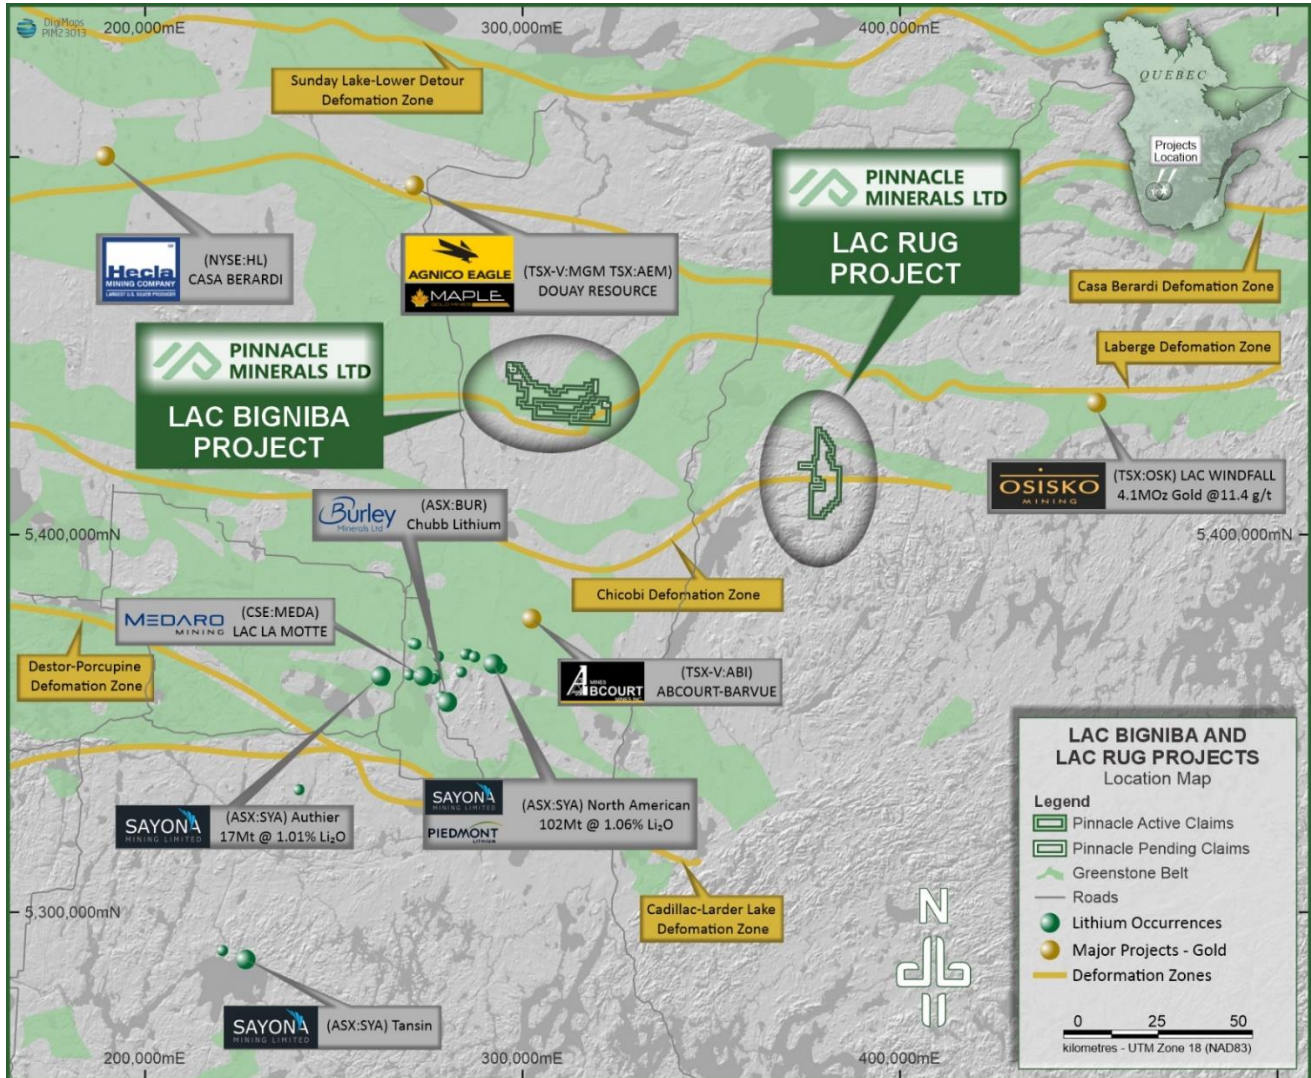 DigiMaps
PIM23013
200,000mE
300,000mE
400,000mE
QUEBEC
Projects
Location
Sunday Lake-Lower Detour
Defomation Zone
PINNACLE
MINERALS LTD
LAC RUG
PROJECT
Hecla
MINING COMPANY
LARGEST U.S. SILVER PRODUCER
(NYSE:HL)
CASA BERARDI
AGNICO EAGLE
MAPLE
GOLD MINES
(TSX-V:MGM TSX:AEM)
DOUAY RESOURCE
Casa Berardi Defomation Zone
Laberge Defomation Zone
PINNACLE
MINERALS LTD
LAC BIGNIBA
PROJECT
OSISKO
MINING
(TSX:OSK) LAC WINDFALL
4.1MOz Gold @11.4 g/t
Burley
Minerals Ltd
(ASX:BUR)
Chubb Lithium
5,400,000mN
5,400,000mN
Chicobi Defomation Zone
MEDARO
MINING
(CSE:MEDA)
LAC LA MOTTE
Destor-Porcupine
Defomation Zone
MINES
ABCOURT
MINES INC.
(TSX-V:ABI)
ABCOURT-BARVUE
SAYONA
MINING LIMITED
(ASX:SYA) Authier
17Mt @ 1.01% Li₂O
SAYONA
MINING LIMITED
PIEDMONT
LITHIUM
(ASX:SYA) North American
102Mt @ 1.06% Li₂O
5,300,000mN
Cadillac-Larder Lake
Defomation Zone
N
SAYONA
MINING LIMITED
(ASX:SYA) Tansin
LAC BIGNIBA AND
LAC RUG PROJECTS
Location Map
Legend
Pinnacle Active Claims
Pinnacle Pending Claims
Greenstone Belt
Roads
Lithium Occurrences
Major Projects - Gold
Deformation Zones
0 25 50
kilometres - UTM Zone 18 (NAD83)
200,000mE
300,000mE
400,000mE